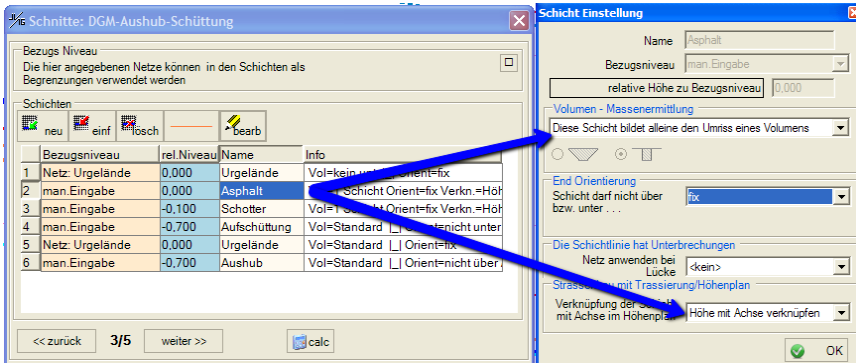 Schnitte: DGM-Aushub-Schüttung
Bezugs Niveau
Die hier angegebenen Netze können in den Schichten als
Begrenzungen verwendet werden
Schichten
neu einf lösch bearb
Bezugsniveau rel.Niveau Name Info
1 Netz: Urgelände 0,000 Urgelände Vol=kein
2 man.Eingabe 0,000 Asphalt Schicht Orient=fix Verkn.=Höh
3 man.Eingabe -0,100 Schotter Vol=1 Schicht Orient=fix Verkn.=Höh
4 man.Eingabe -0,700 Aufschüttung Vol=Standard |_| Orient=nicht unter
5 Netz: Urgelände 0,000 Urgelände Vol=Standard |_| Orient=fix
6 man.Eingabe -0,700 Aushub Vol=Standard |_| Orient=nicht über
<< zurück 3/5 weiter >> calc
Schicht Einstellung
Name Asphalt
Bezugsniveau man.Eingabe
relative Höhe zu Bezugsniveau 0,000
Volumen - Massenermittlung
Diese Schicht bildet alleine den Umriss eines Volumens
End Orientierung
Schicht darf nicht über fix
bzw. unter . . .
Die Schichtlinie hat Unterbrechungen
Netz anwenden bei
Lücke <kein>
mit Trassierung/Höhenplan
Verknüpfung der
mit Achse im Höhenplan Höhe mit Achse verknüpfen
OK